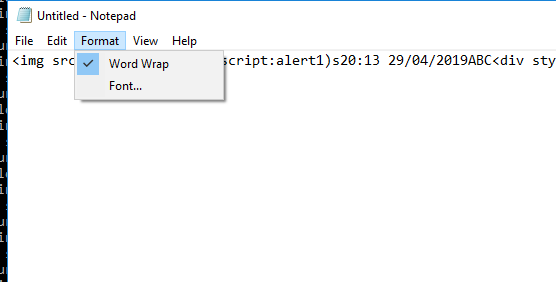 Untitled - Notepad
File Edit Format View Help
<img src script:alert1)s20:13 29/04/2019ABC<div sty
Word Wrap
Font...